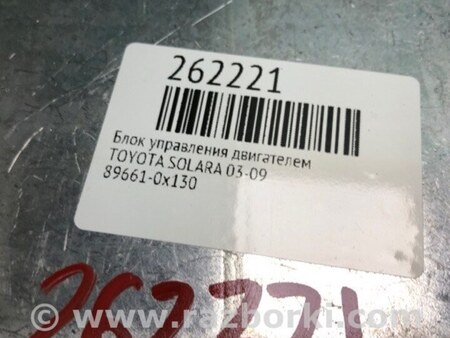 262221
Блок управления двигателем
TOYOTA SOLARA 03-09
89661-0x130
262221
© www.razborki.com